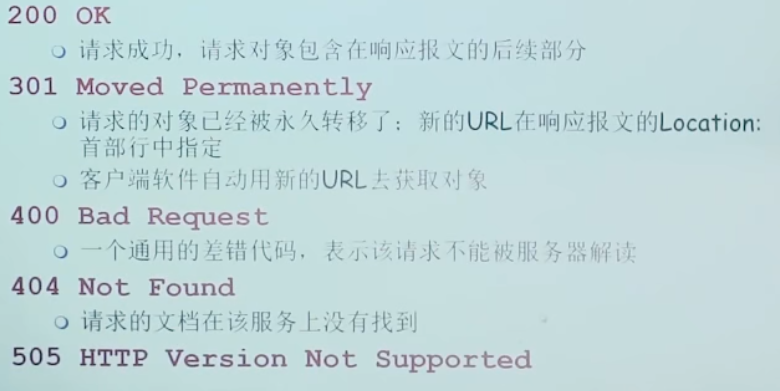 200 OK
请求成功，请求对象包含在响应报文的后续部分
301 Moved Permanently
请求的对象已经被永久转移了：新的URL在响应报文的Location:
首部行中指定
客户端软件自动用新的URL去获取对象
400 Bad Request
一个通用的差错代码，表示该请求不能被服务器解读
404 Not Found
请求的文档在该服务上没有找到
505 HTTP Version Not Supported